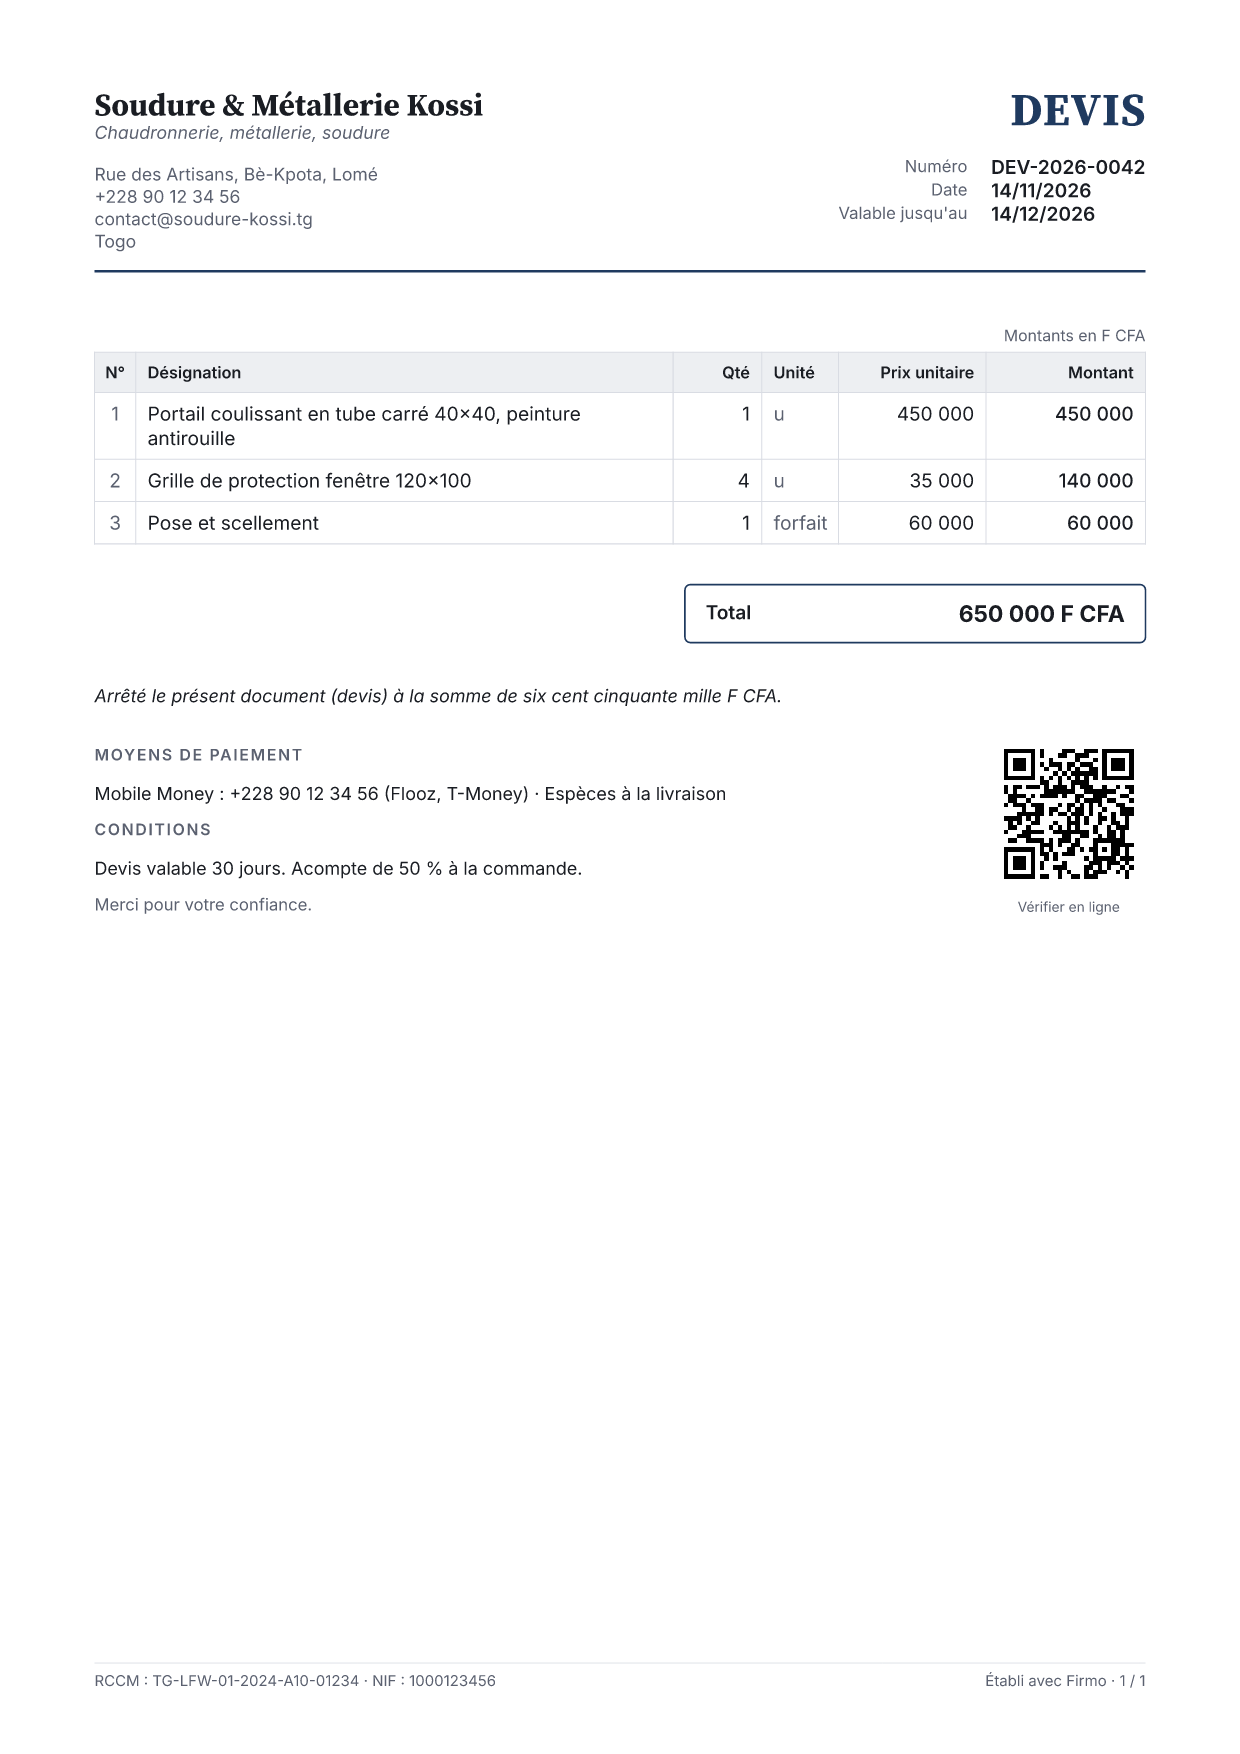 Soudure & Métallerie Kossi
Chaudronnerie, métallerie, soudure
Rue des Artisans, Bè-Kpota, Lomé
+228 90 12 34 56
contact@soudure-kossi.tg
Togo
DEVIS
Numéro DEV-2026-0042
Date 14/11/2026
Valable jusqu'au 14/12/2026
Montants en F CFA
N° Désignation Qté Unité Prix unitaire Montant
1 Portail coulissant en tube carré 40×40, peinture 1 u 450 000 450 000
antirouille
2 Grille de protection fenêtre 120×100 4 u 35 000 140 000
3 Pose et scellement 1 forfait 60 000 60 000
Total 650 000 F CFA
Arrêté le présent document (devis) à la somme de six cent cinquante mille F CFA.
MOYENS DE PAIEMENT
Mobile Money : +228 90 12 34 56 (Flooz, T-Money) · Espèces à la livraison
CONDITIONS
Devis valable 30 jours. Acompte de 50 % à la commande.
Merci pour votre confiance.
Vérifier en ligne
RCCM : TG-LFW-01-2024-A10-01234 · NIF : 1000123456
Établi avec Firmo · 1 / 1